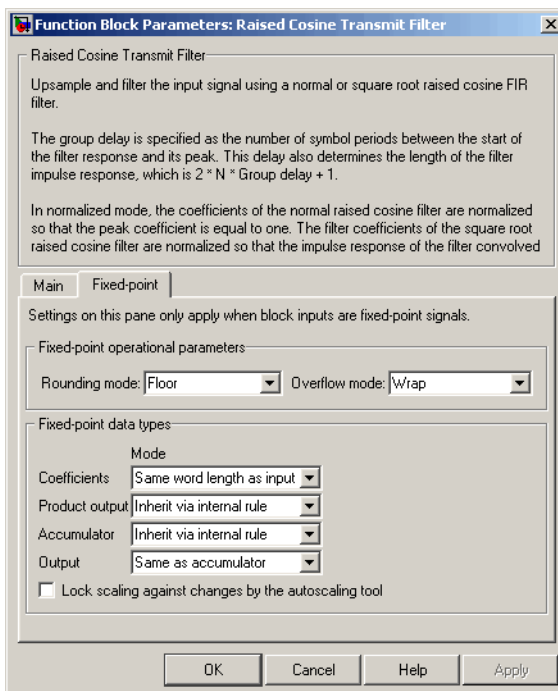 Function Block Parameters: Raised Cosine Transmit Filter
Raised Cosine Transmit Filter
Upsample and filter the input signal using a normal or square root raised cosine FIR
filter.
The group delay is specified as the number of symbol periods between the start of
the filter response and its peak. This delay also determines the length of the filter
impulse response, which is 2 * N * Group delay + 1.
In normalized mode, the coefficients of the normal raised cosine filter are normalized
so that the peak coefficient is equal to one. The filter coefficients of the square root
raised cosine filter are normalized so that the impulse response of the filter convolved
Main Fixed-point
Settings on this pane only apply when block inputs are fixed-point signals.
Fixed-point operational parameters
Rounding mode: Floor Overflow mode: Wrap
Fixed-point data types
Mode
Coefficients Same word length as input
Product output Inherit via internal rule
Accumulator Inherit via internal rule
Output Same as accumulator
Lock scaling against changes by the autoscaling tool
OK Cancel Help Apply